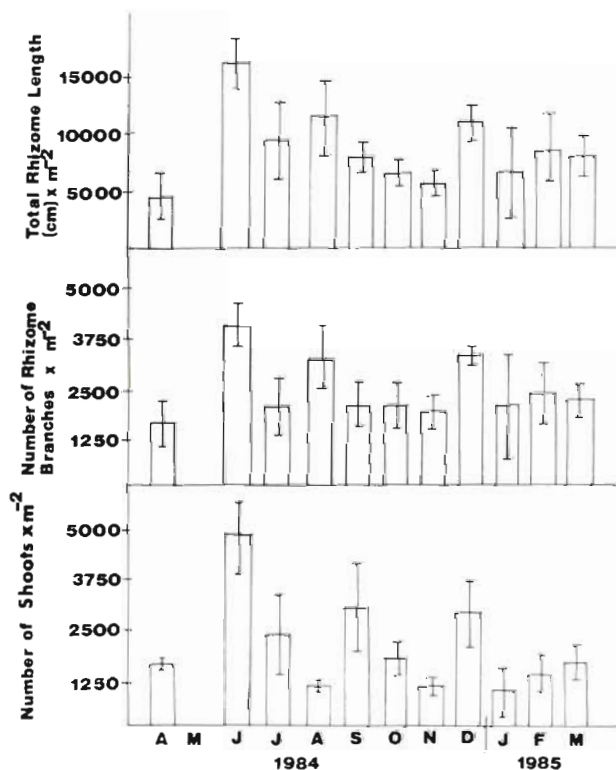 Total Rhizome Length
(cm) x m-2
15000
10000
5000
Number of Rhizome
Branches x m-2
5000
3750
2500
1250
Number of Shoots x m-2
5000
3750
2500
1250
A M J J A S O N D J F M
1984 1985